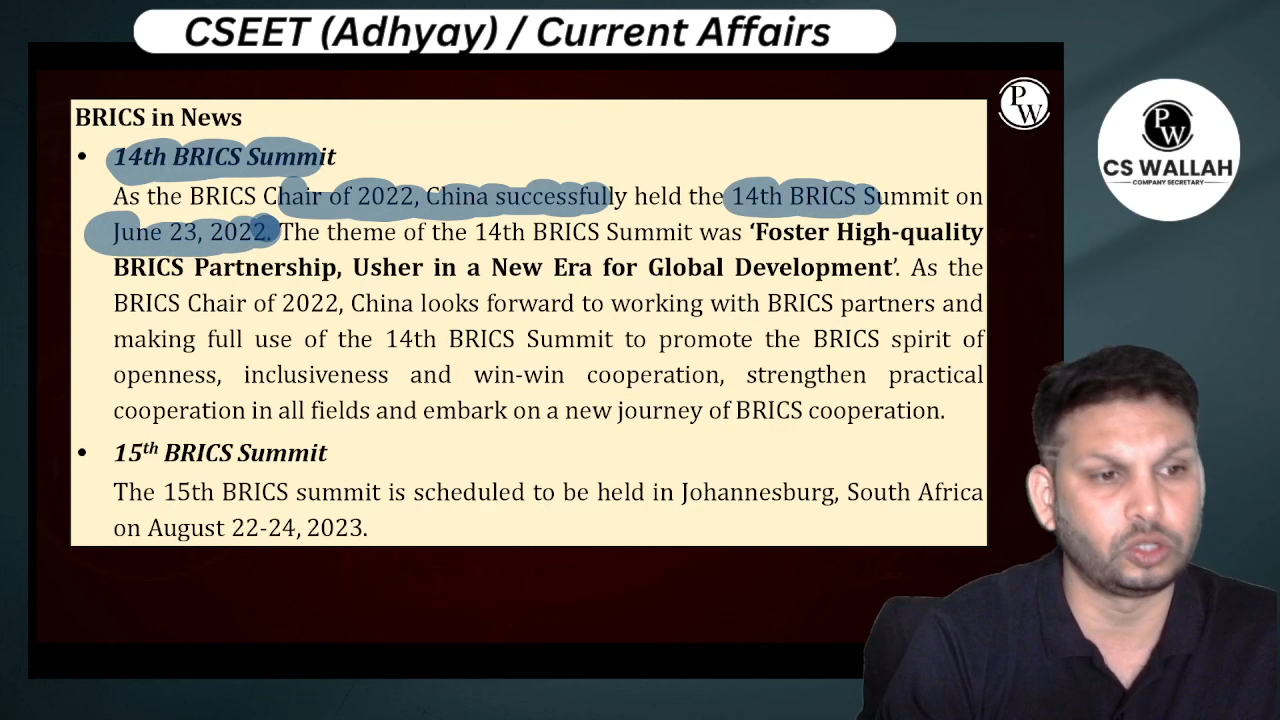 CSEET (Adhyay) / Current Affairs
BRICS in News
PW
PW
CS WALLAH
COMPANY SECRETARY
• 14th BRICS Summit
As the BRICS Chair of 2022, China successfully held the 14th BRICS Summit on
June 23, 2022. The theme of the 14th BRICS Summit was ‘Foster High-quality
BRICS Partnership, Usher in a New Era for Global Development’. As the
BRICS Chair of 2022, China looks forward to working with BRICS partners and
making full use of the 14th BRICS Summit to promote the BRICS spirit of
openness, inclusiveness and win-win cooperation, strengthen practical
cooperation in all fields and embark on a new journey of BRICS cooperation.
• 15th BRICS Summit
The 15th BRICS summit is scheduled to be held in Johannesburg, South Africa
on August 22-24, 2023.